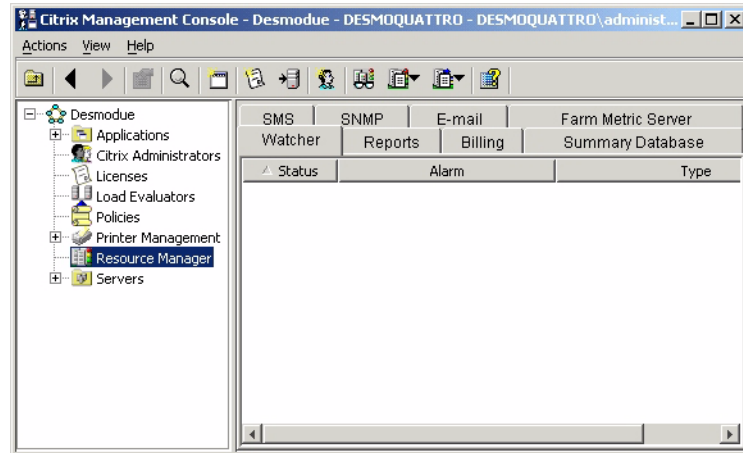 Citrix Management Console - Desmodue - DESMOQUATTRO - DESMOQUATTRO\administ...
Actions View Help
Desmodue
Applications
Citrix Administrators
Licenses
Load Evaluators
Policies
Printer Management
Resource Manager
Servers
SMS SNMP E-mail Farm Metric Server
Watcher Reports Billing Summary Database
Status Alarm Type